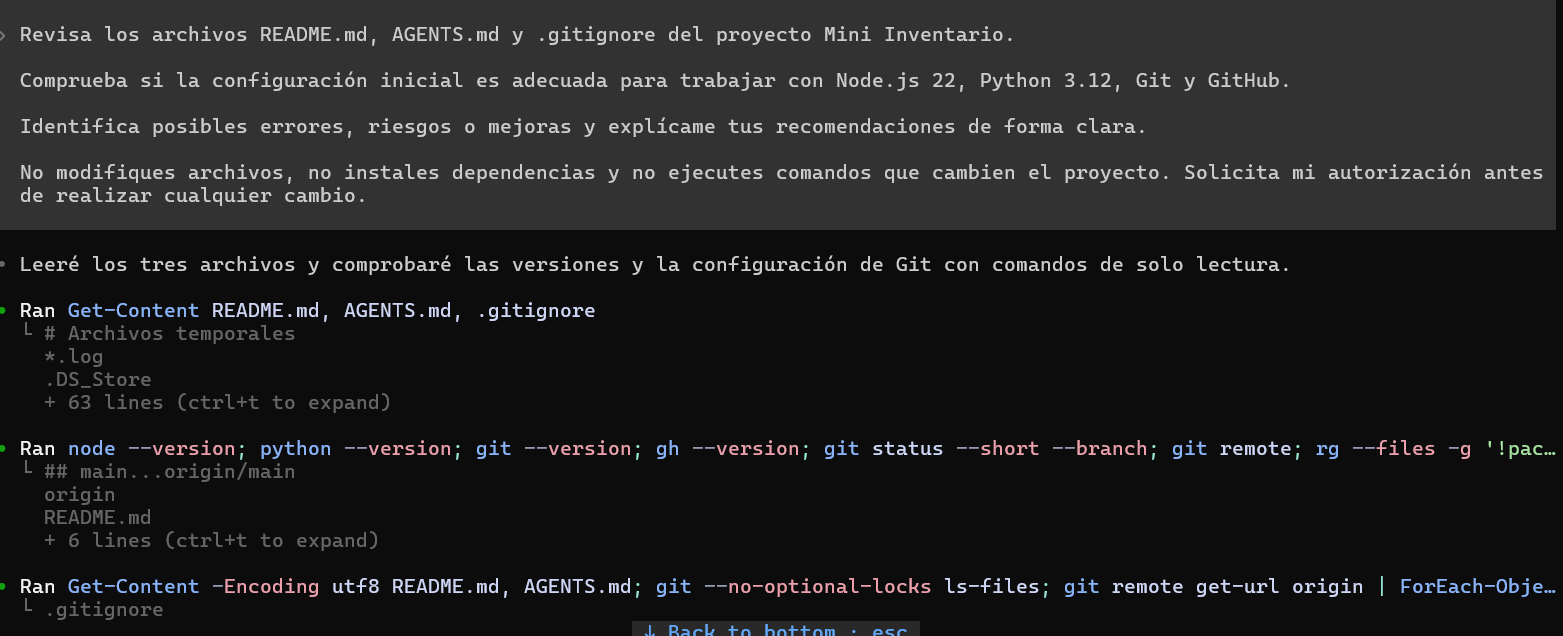 › Revisa los archivos README.md, AGENTS.md y .gitignore del proyecto Mini Inventario.
Comprueba si la configuración inicial es adecuada para trabajar con Node.js 22, Python 3.12, Git y GitHub.
Identifica posibles errores, riesgos o mejoras y explícame tus recomendaciones de forma clara.
No modifiques archivos, no instales dependencias y no ejecutes comandos que cambien el proyecto. Solicita mi autorización antes
de realizar cualquier cambio.
• Leeré los tres archivos y comprobaré las versiones y la configuración de Git con comandos de solo lectura.
• Ran Get-Content README.md, AGENTS.md, .gitignore
└ # Archivos temporales
*.log
.DS_Store
+ 63 lines (ctrl+t to expand)
• Ran node --version; python --version; git --version; gh --version; git status --short --branch; git remote; rg --files -g '!pac…
└ ## main...origin/main
origin
README.md
+ 6 lines (ctrl+t to expand)
• Ran Get-Content -Encoding utf8 README.md, AGENTS.md; git --no-optional-locks ls-files; git remote get-url origin | ForEach-Obje…
└ .gitignore
↓ Back to bottom · esc